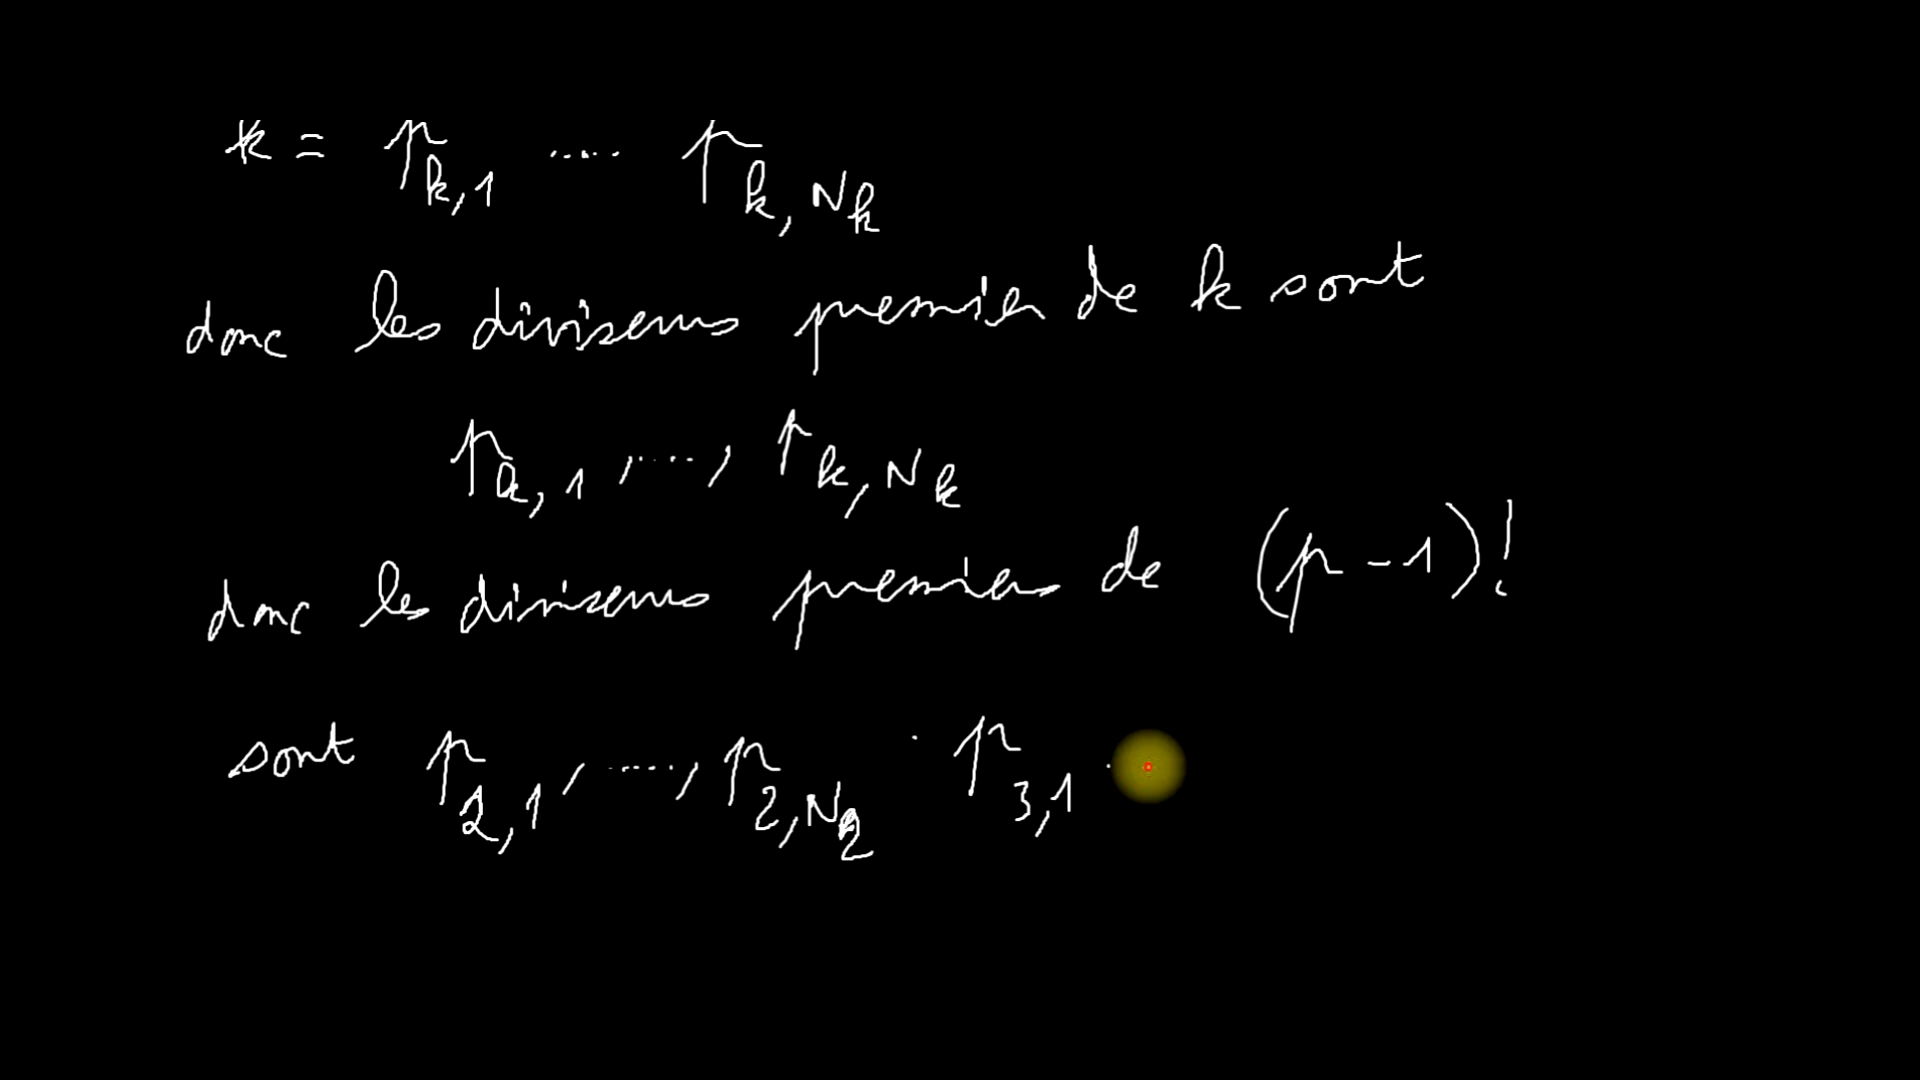 k = p_{k,1} ..... p_{k,N_k}
donc les diviseurs premier de k sont
p_{k,1} , ...., p_{k,N_k}
donc les diviseurs premiers de (p-1)!
sont p_{2,1} , ....., p_{2,N_2} . p_{3,1} .